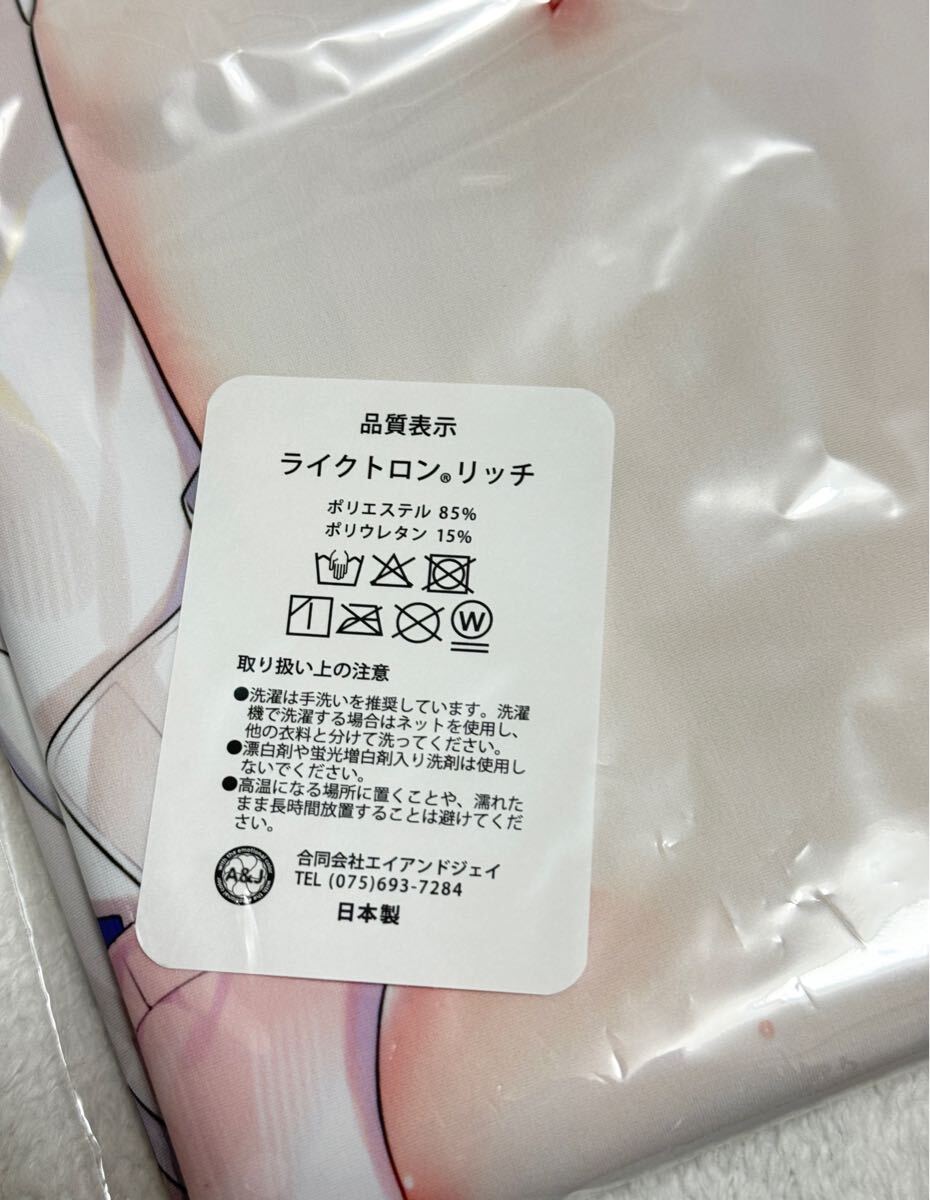 品質表示
ライクトロン®リッチ
ポリエステル 85%
ポリウレタン 15%
W
取り扱い上の注意
●洗濯は手洗いを推奨しています。洗濯
機で洗濯する場合はネットを使用し、
他の衣料と分けて洗ってください。
●漂白剤や蛍光増白剤入り洗剤は使用し
ないでください。
●高温になる場所に置くことや、濡れた
まま長時間放置することは避けてくだ
さい。
A&J
合同会社エイアンドジェイ
TEL (075)693-7284
日本製